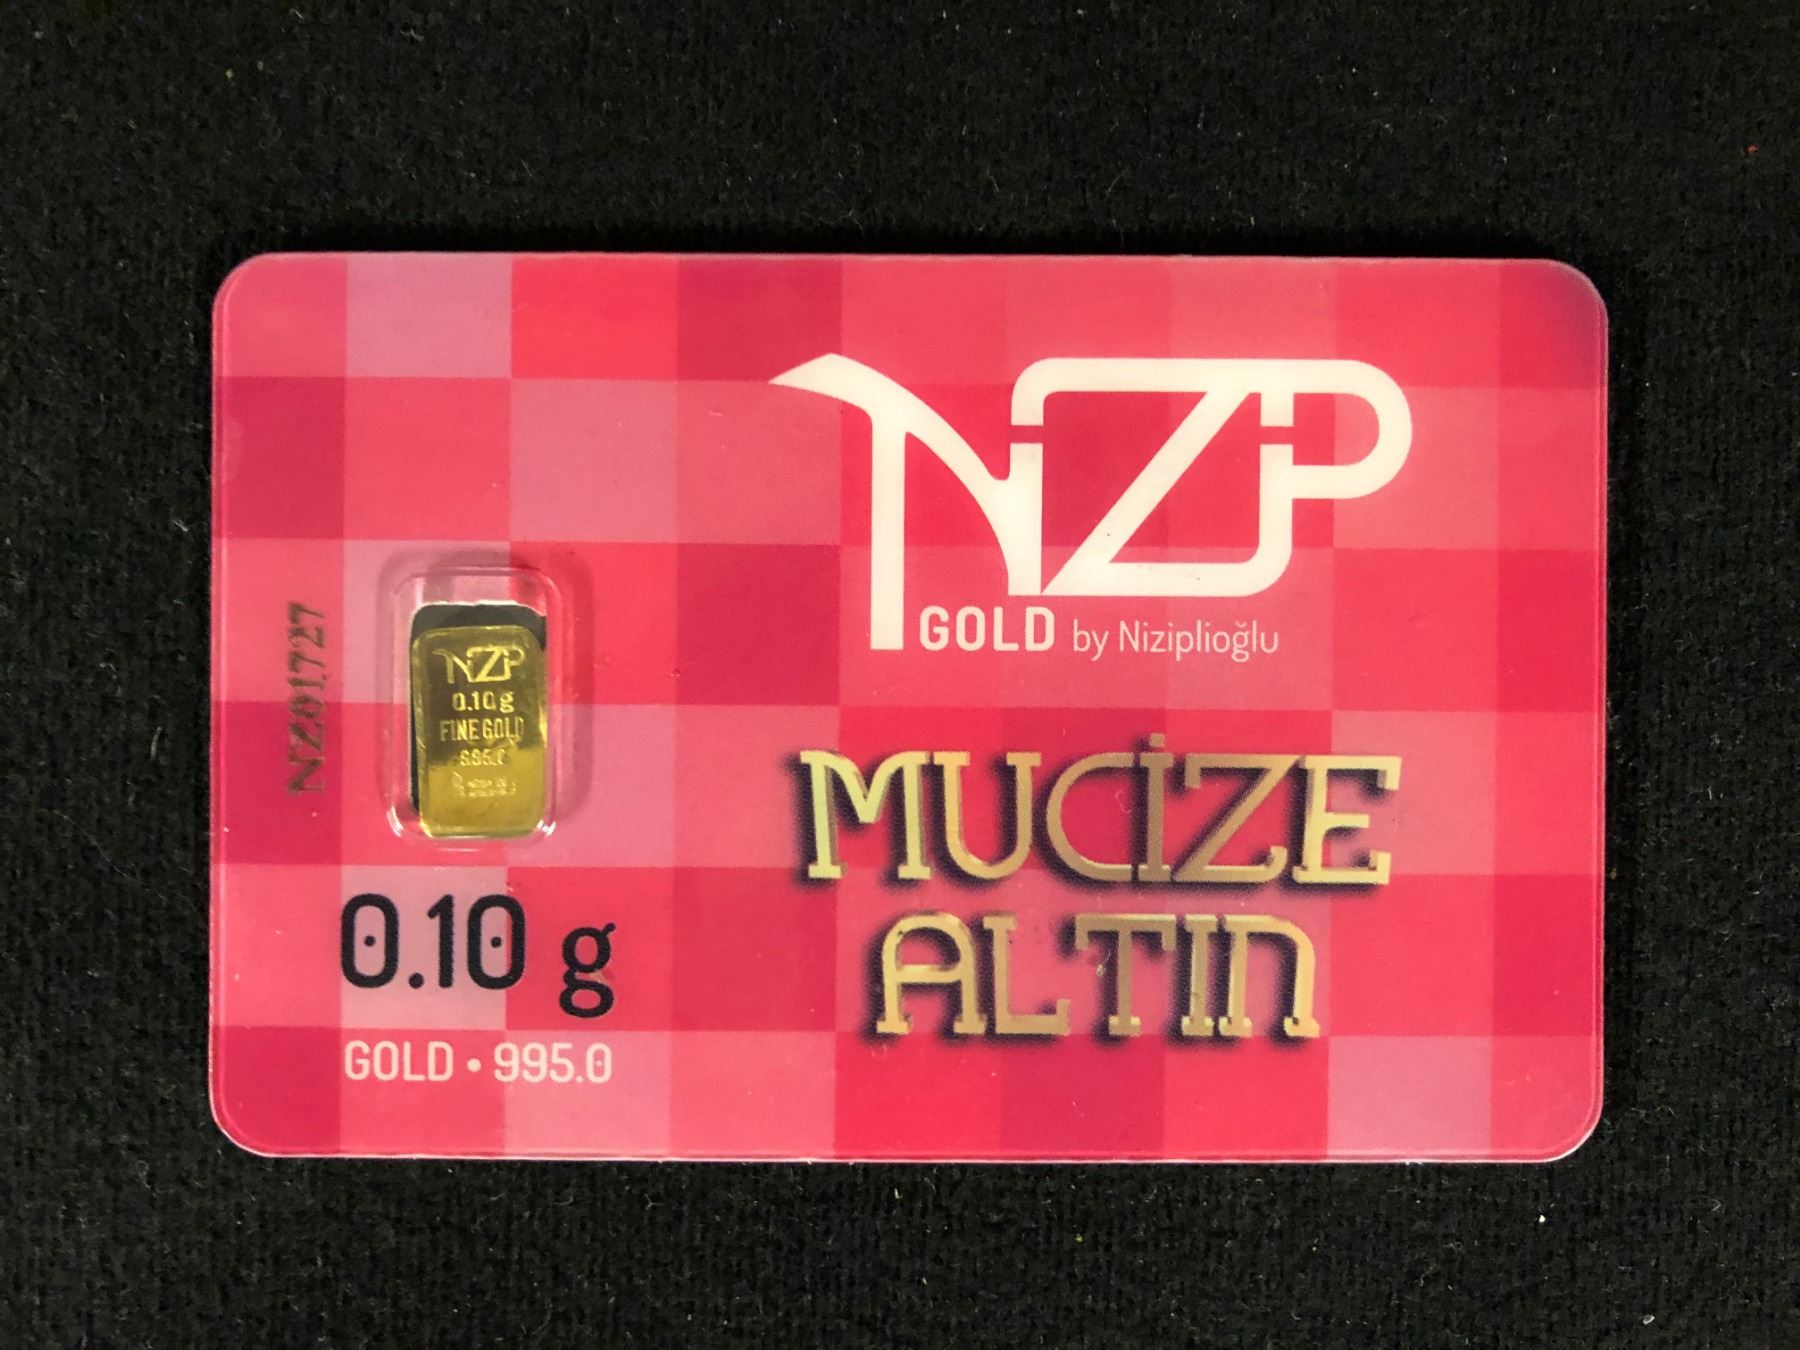 NZP
GOLD by Niziplioğlu
NZ01727
NZP
0.10 g
FINE GOLD
995.0
MUCİZE
ALTIN
0.10 g
GOLD • 995.0